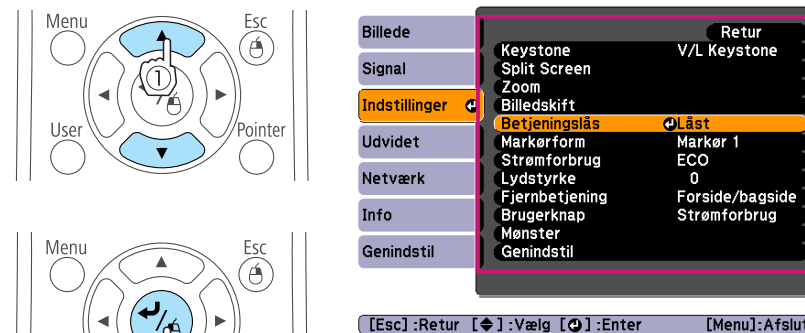 Menu
Esc
1
User
Pointer
Menu
Esc
Billede
Signal
Indstillinger
Udvidet
Netværk
Info
Genindstil
Retur
Keystone V/L Keystone
Split Screen
Zoom
Billedskift
Betjeningslås Låst
Markørform Markør 1
Strømforbrug ECO
Lydstyrke 0
Fjernbetjening Forside/bagside
Brugerknap Strømforbrug
Mønster
Genindstil
[Esc] :Retur [◆] :Vælg [⏎] :Enter [Menu]:Afslut